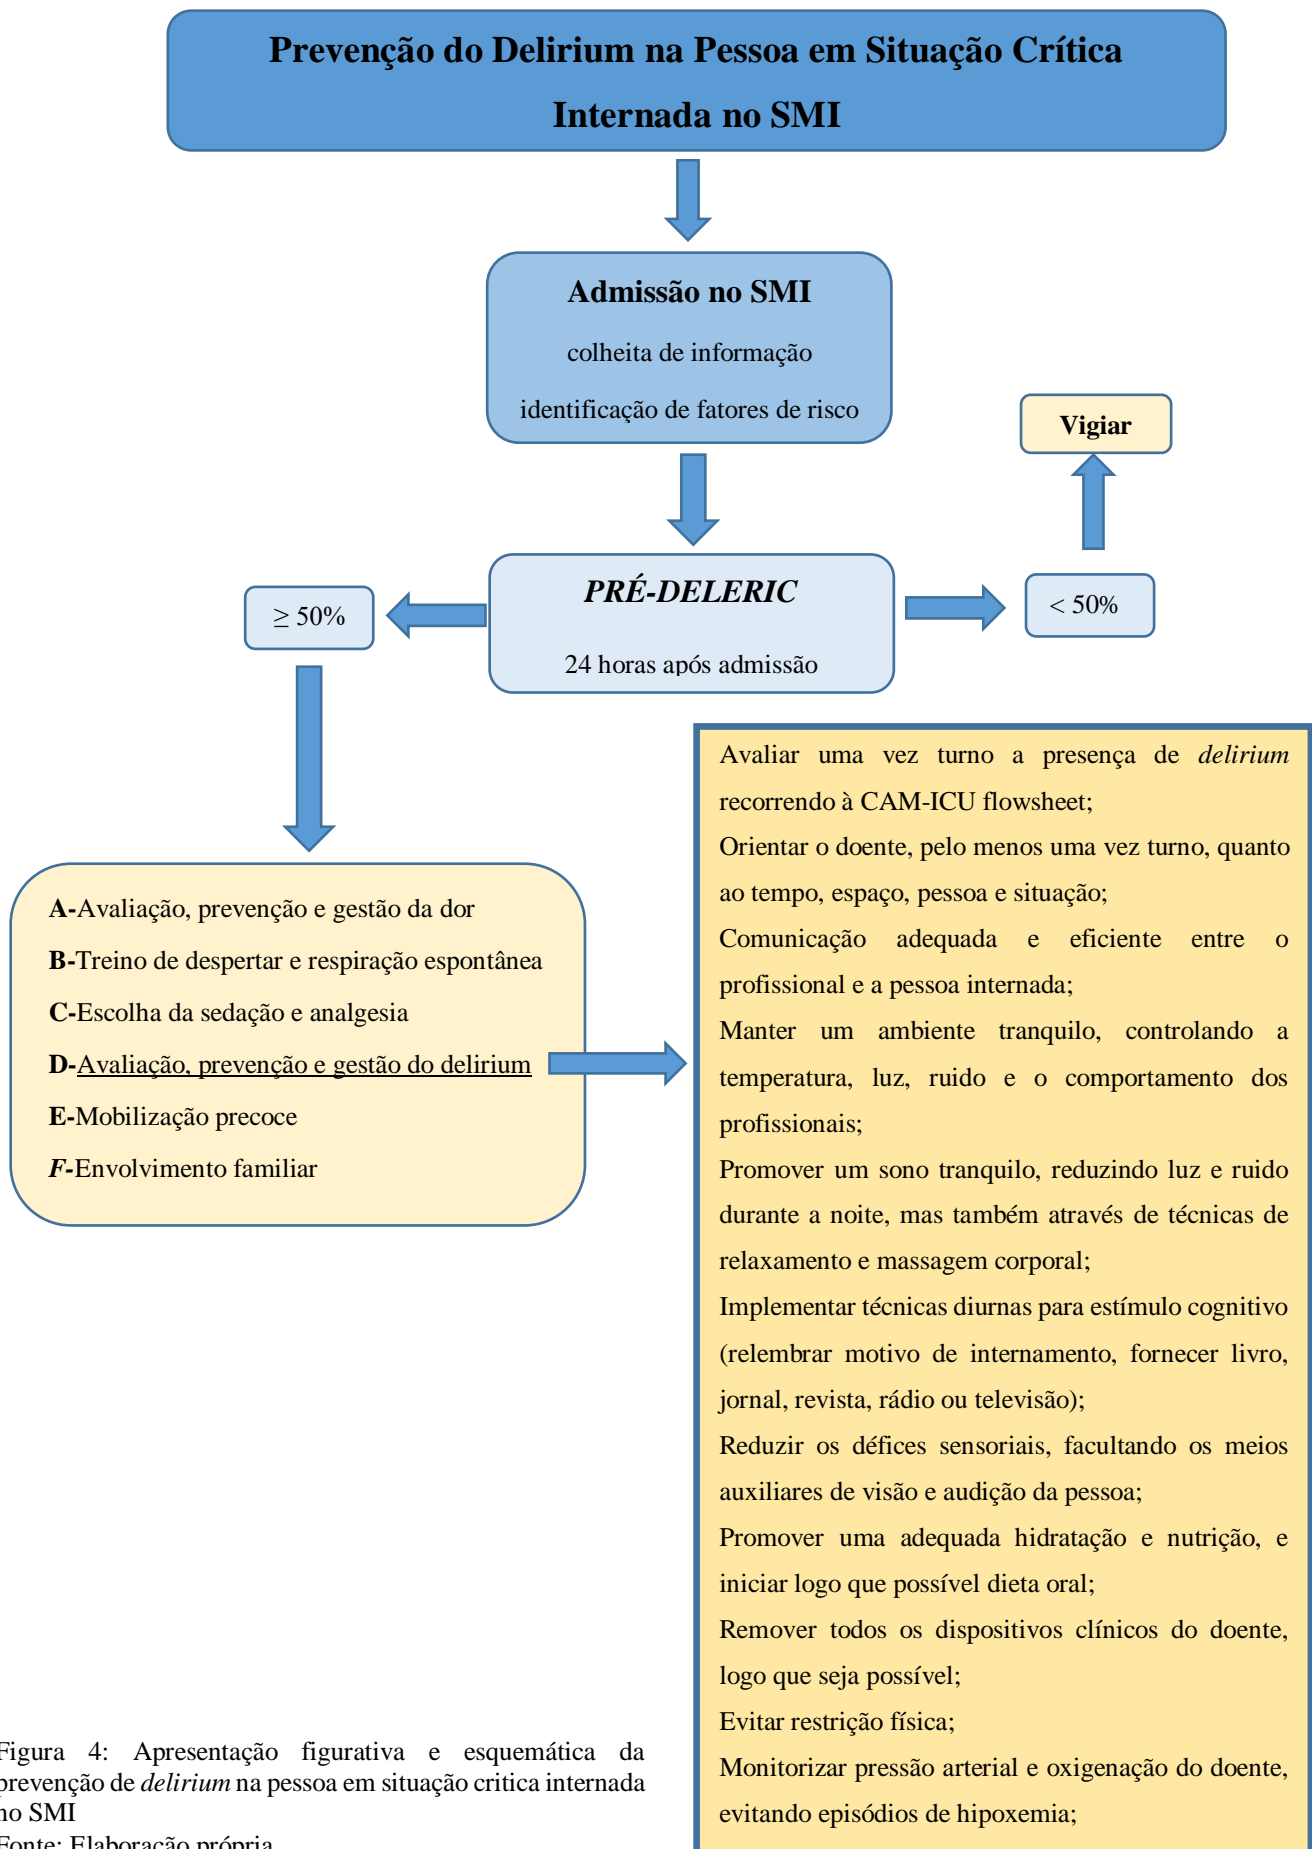 Prevenção do Delirium na Pessoa em Situação Crítica
Internada no SMI
Admissão no SMI
colheita de informação
identificação de fatores de risco
Vigiar
PRÉ-DELERIC
24 horas após admissão
≥ 50%
< 50%
A-Avaliação, prevenção e gestão da dor
B-Treino de despertar e respiração espontânea
C-Escolha da sedação e analgesia
D-Avaliação, prevenção e gestão do delirium
E-Mobilização precoce
F-Envolvimento familiar
Avaliar uma vez turno a presença de delirium
recorrendo à CAM-ICU flowsheet;
Orientar o doente, pelo menos uma vez turno, quanto
ao tempo, espaço, pessoa e situação;
Comunicação adequada e eficiente entre o
profissional e a pessoa internada;
Manter um ambiente tranquilo, controlando a
temperatura, luz, ruido e o comportamento dos
profissionais;
Promover um sono tranquilo, reduzindo luz e ruido
durante a noite, mas também através de técnicas de
relaxamento e massagem corporal;
Implementar técnicas diurnas para estímulo cognitivo
(relembrar motivo de internamento, fornecer livro,
jornal, revista, rádio ou televisão);
Reduzir os défices sensoriais, facultando os meios
auxiliares de visão e audição da pessoa;
Promover uma adequada hidratação e nutrição, e
iniciar logo que possível dieta oral;
Remover todos os dispositivos clínicos do doente,
logo que seja possível;
Evitar restrição física;
Monitorizar pressão arterial e oxigenação do doente,
evitando episódios de hipoxemia;
Figura 4: Apresentação figurativa e esquemática da
prevenção de delirium na pessoa em situação critica internada
no SMI
Fonte: Elaboração própria